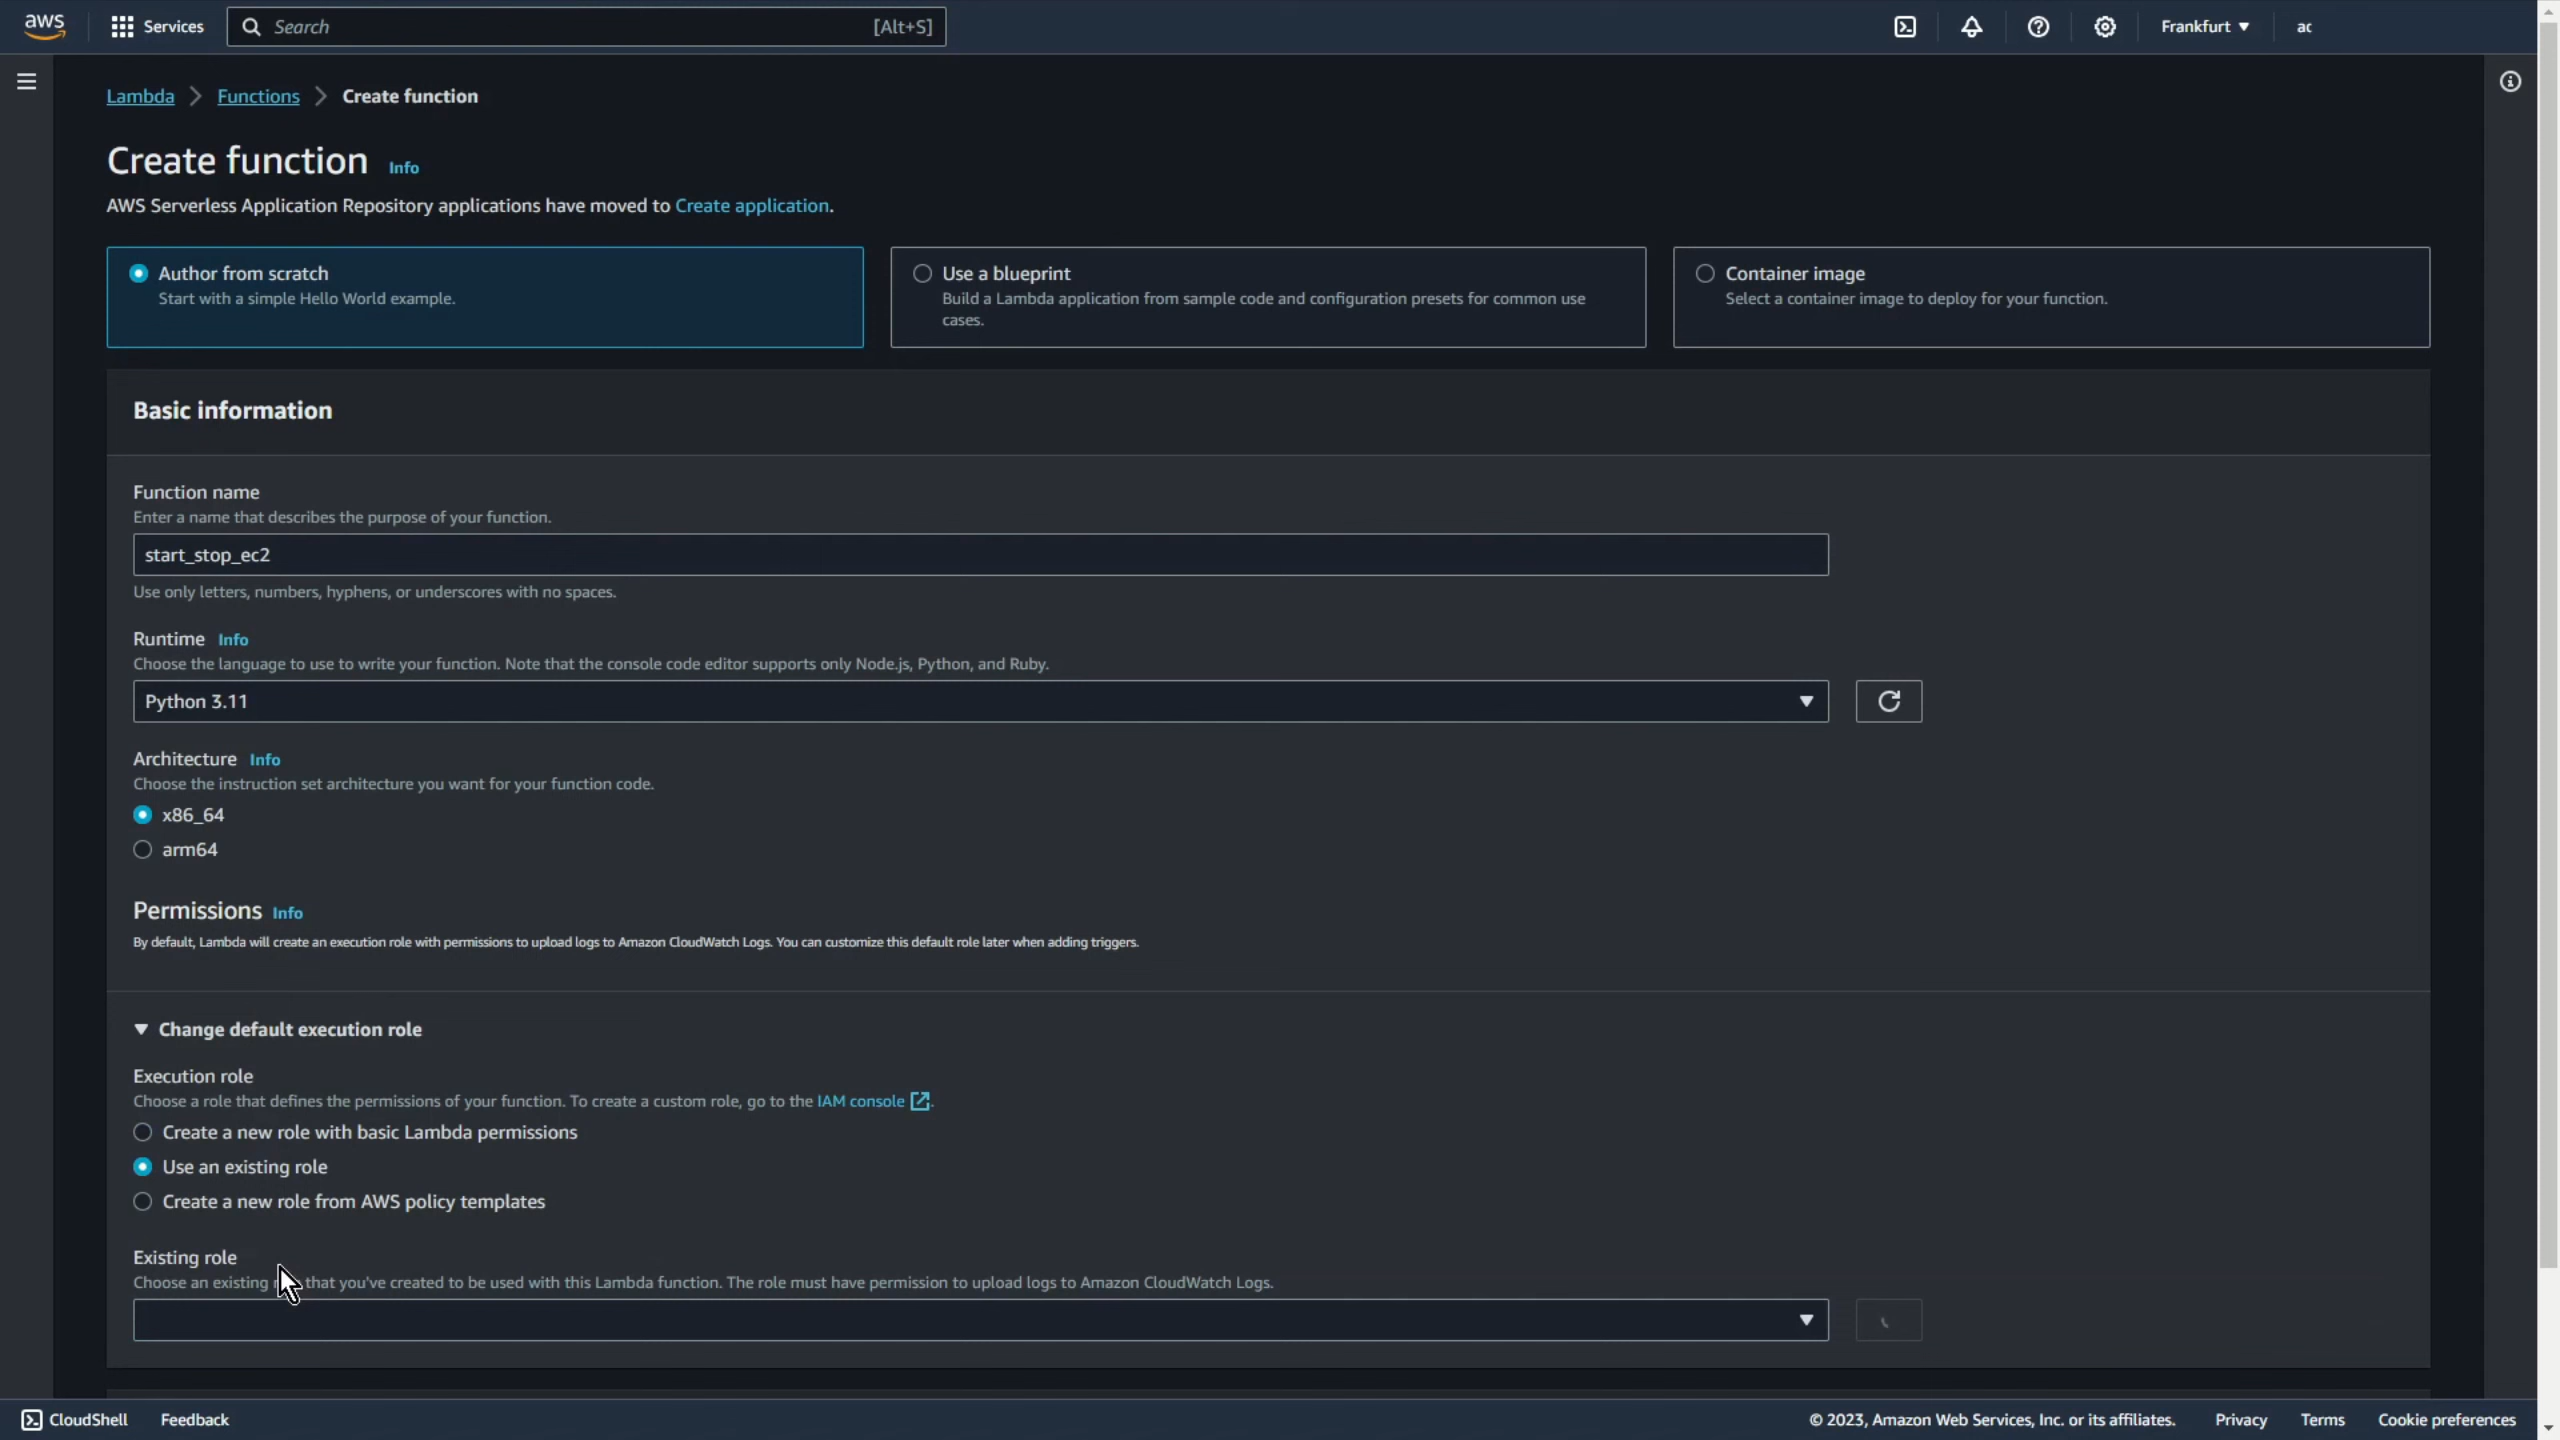 aws
Services
Search
[Alt+S]
Frankfurt
ac
Lambda
Functions
Create function
Create function Info
AWS Serverless Application Repository applications have moved to Create application.
Author from scratch
Start with a simple Hello World example.
Use a blueprint
Build a Lambda application from sample code and configuration presets for common use
cases.
Container image
Select a container image to deploy for your function.
Basic information
Function name
Enter a name that describes the purpose of your function.
start_stop_ec2
Use only letters, numbers, hyphens, or underscores with no spaces.
Runtime Info
Choose the language to use to write your function. Note that the console code editor supports only Node.js, Python, and Ruby.
Python 3.11
Architecture Info
Choose the instruction set architecture you want for your function code.
x86_64
arm64
Permissions Info
By default, Lambda will create an execution role with permissions to upload logs to Amazon CloudWatch Logs. You can customize this default role later when adding triggers.
Change default execution role
Execution role
Choose a role that defines the permissions of your function. To create a custom role, go to the IAM console.
Create a new role with basic Lambda permissions
Use an existing role
Create a new role from AWS policy templates
Existing role
Choose an existing that you've created to be used with this Lambda function. The role must have permission to upload logs to Amazon CloudWatch Logs.
CloudShell
Feedback
© 2023, Amazon Web Services, Inc. or its affiliates.
Privacy
Terms
Cookie preferences